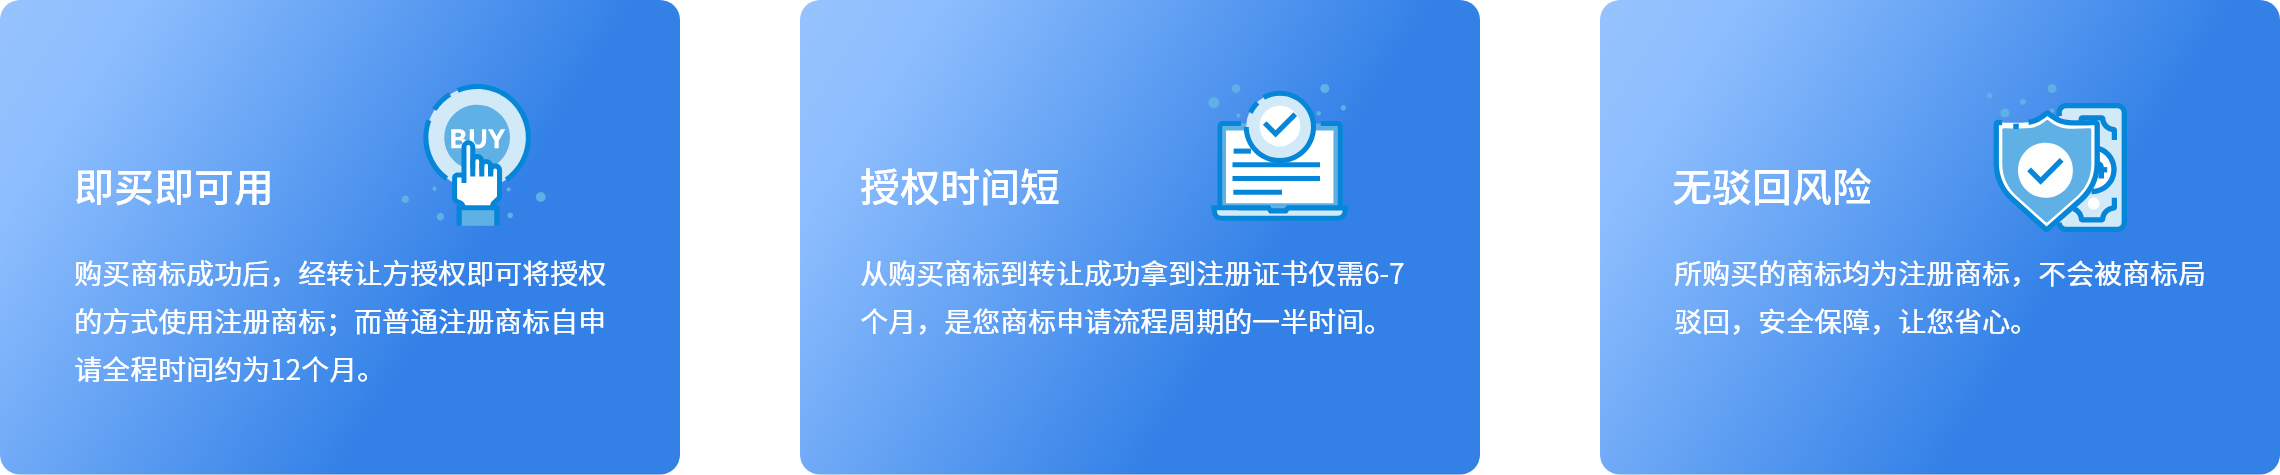 即买即可用
BUY
购买商标成功后，经转让方授权即可将授权
的方式使用注册商标；而普通注册商标自申
请全程时间约为12个月。
授权时间短
从购买商标到转让成功拿到注册证书仅需6-7
个月，是您商标申请流程周期的一半时间。
无驳回风险
所购买的商标均为注册商标，不会被商标局
驳回，安全保障，让您省心。